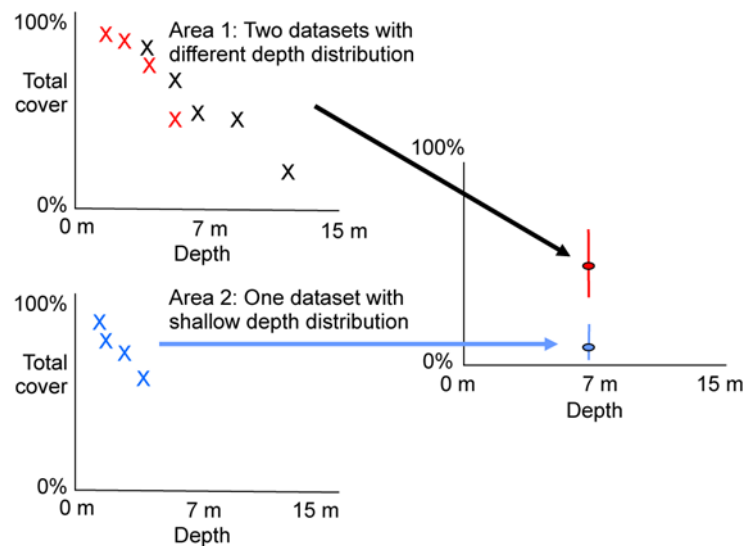 100%
Area 1: Two datasets with
different depth distribution
Total
cover
0%
0 m
7 m
15 m
Depth
100%
0%
0 m
7 m
15 m
Depth
100%
Area 2: One dataset with
shallow depth distribution
Total
cover
0%
0 m
7 m
15 m
Depth